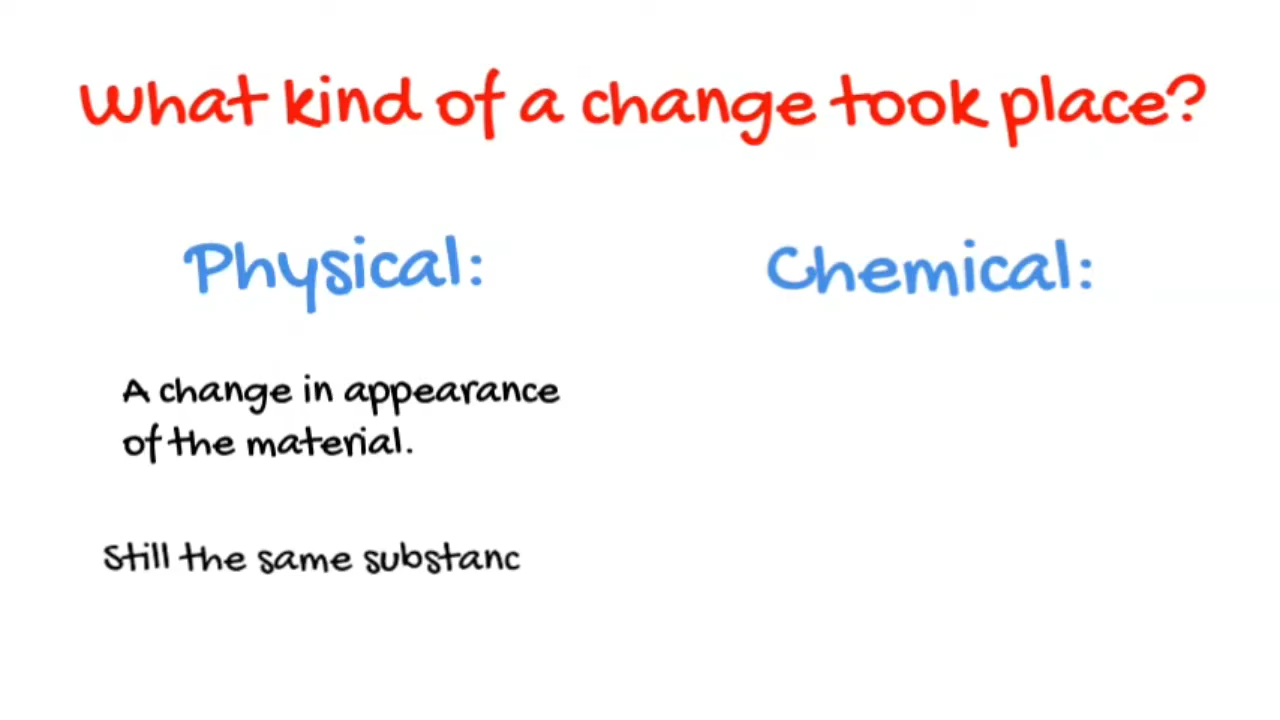 What kind of a change took place?
Physical:
Chemical:
A change in appearance
of the material.
Still the same substanc